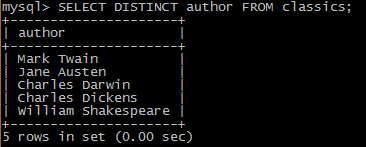 mysql> SELECT DISTINCT author FROM classics;
+---------------------+
| author              |
+---------------------+
| Mark Twain          |
| Jane Austen         |
| Charles Darwin      |
| Charles Dickens     |
| William Shakespeare |
+---------------------+
5 rows in set (0.00 sec)